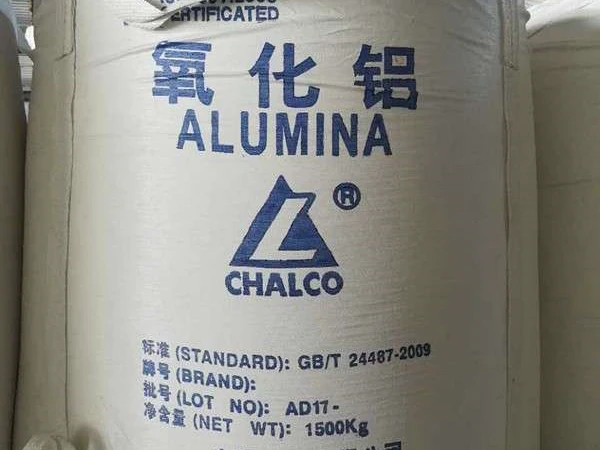 CERTIFICATED
氧化铝
ALUMINA
®
CHALCO
标准 (STANDARD): GB/T 24487-2009
牌号 (BRAND):
批号 (LOT NO): AD17-
净含量 (NET WT): 1500Kg